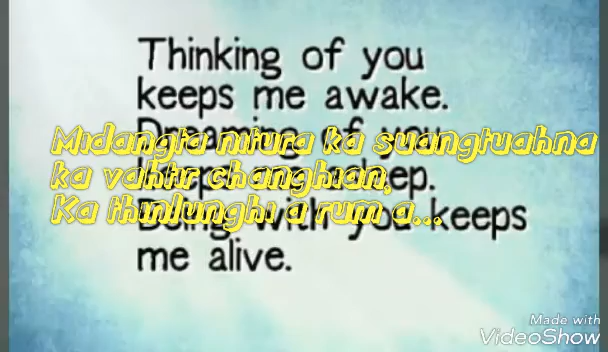 Thinking of you
keeps me awake.
Dreaming of you
keeps me asleep.
Being with you keeps
me alive.
Midangta nitura ka suangtuahna
ka vahtir changhian,
Ka thinlunghi a rum a...
Made with
VideoShow